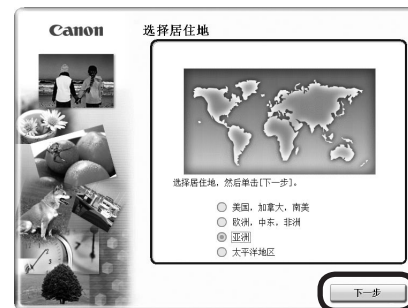 Canon
选择居住地
选择居住地，然后单击[下一步]。
美国，加拿大，南美
欧洲，中东，非洲
亚洲
太平洋地区
下一步